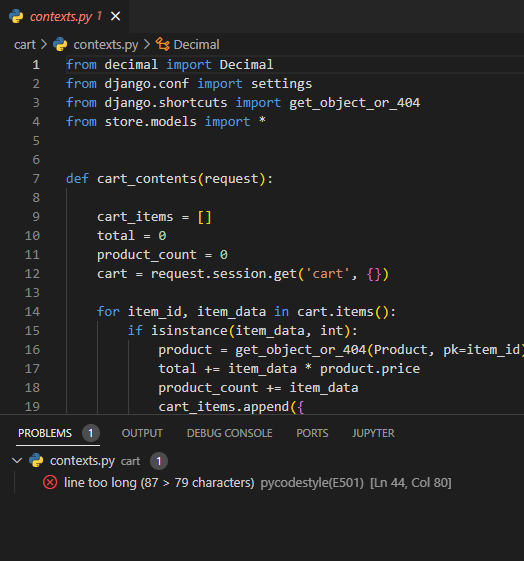 contexts.py 1
cart > contexts.py > Decimal
1 from decimal import Decimal
2 from django.conf import settings
3 from django.shortcuts import get_object_or_404
4 from store.models import *
5
6
7 def cart_contents(request):
8
9     cart_items = []
10     total = 0
11     product_count = 0
12     cart = request.session.get('cart', {})
13
14     for item_id, item_data in cart.items():
15         if isinstance(item_data, int):
16             product = get_object_or_404(Product, pk=item_id)
17             total += item_data * product.price
18             product_count += item_data
19             cart_items.append({
PROBLEMS 1 OUTPUT DEBUG CONSOLE PORTS JUPYTER
contexts.py cart 1
line too long (87 > 79 characters) pycodestyle(E501) [Ln 44, Col 80]